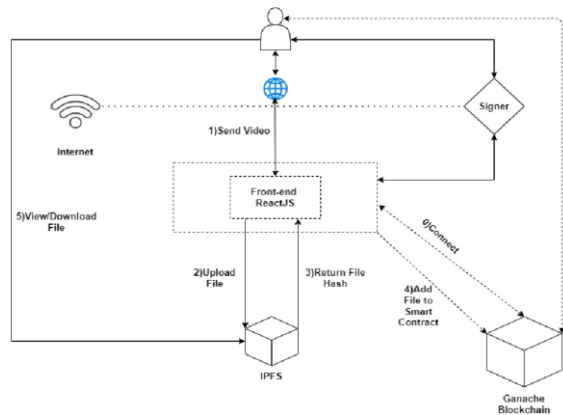 Signer
1)Send Video
Internet
Front-end
ReactJS
5)View/Download
File
0)Connect
2)Upload
File
3)Return File
Hash
4)Add
File to
Smart
Contract
IPFS
Ganache
Blockchain